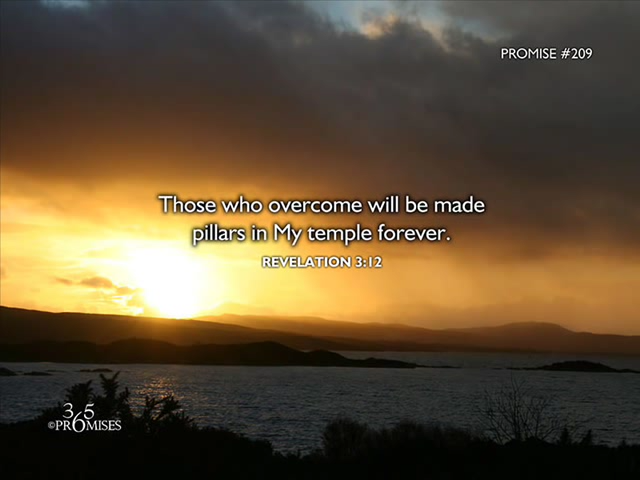 PROMISE #209
Those who overcome will be made
pillars in My temple forever.
REVELATION 3:12
365
©PROMISES